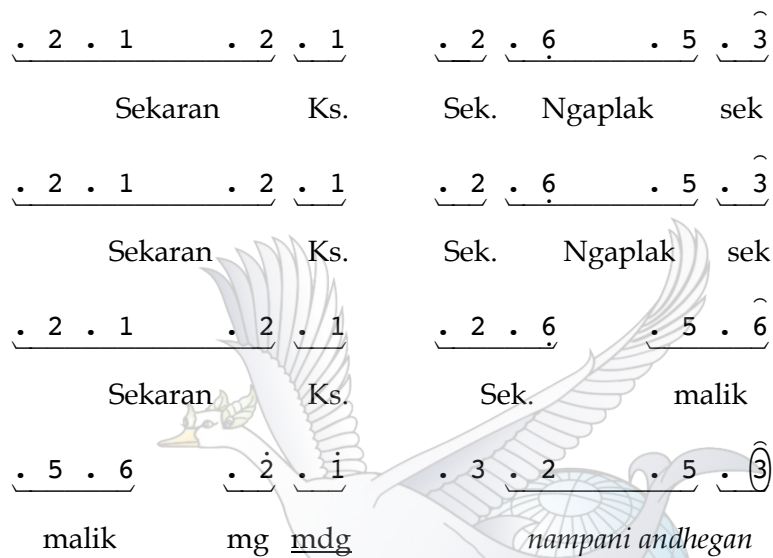 . 2 . 1 . 2 . 1 . 2 . 6̣ . 5 . 3̑
Sekaran Ks. Sek. Ngaplak sek
. 2 . 1 . 2 . 1 . 2 . 6̣ . 5 . 3̑
Sekaran Ks. Sek. Ngaplak sek
. 2 . 1 . 2 . 1 . 2 . 6̣ . 5 . 6̑
Sekaran Ks. Sek. malik
. 5 . 6 . 2̇ . 1̇ . 3 . 2 . 5 . 3̑
malik mg mdg nampani andhegan